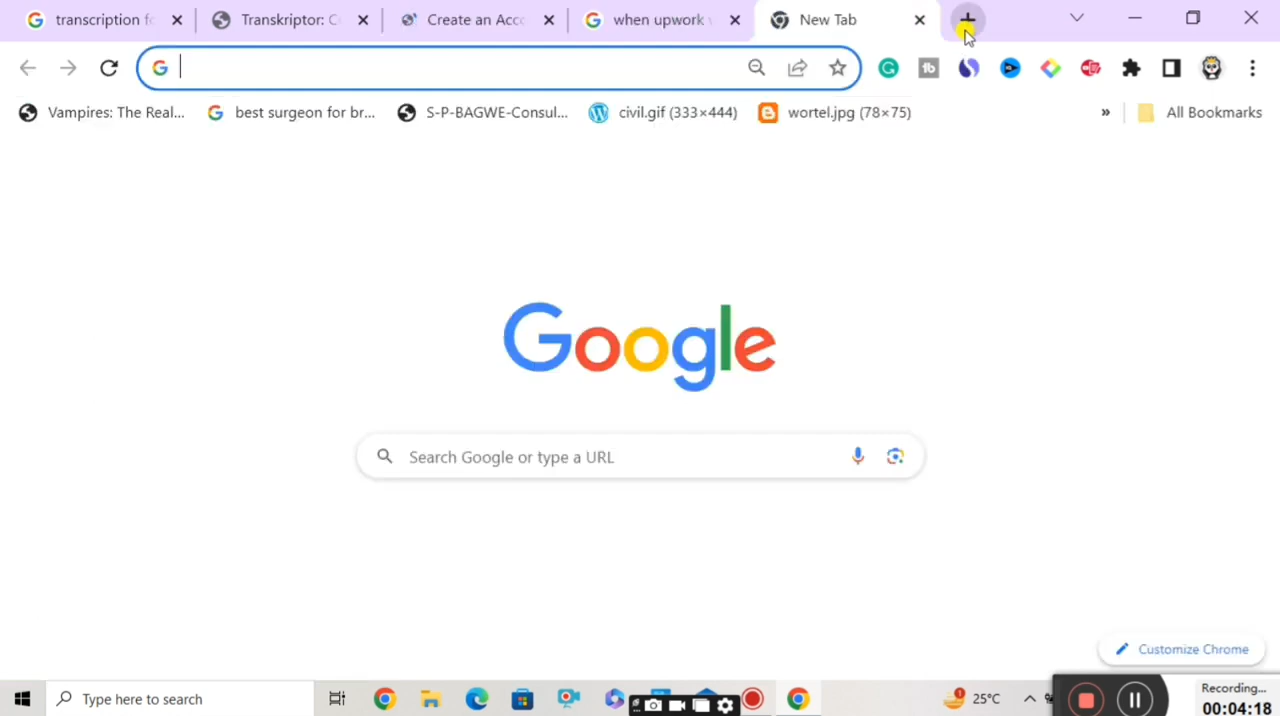 transcription fo
Transkriptor: C
Create an Acco
when upwork
New Tab
Vampires: The Real...
best surgeon for br...
S-P-BAGWE-Consul...
civil.gif (333×444)
wortel.jpg (78×75)
»
All Bookmarks
Google
Search Google or type a URL
Customize Chrome
Type here to search
25°C
Recording...
00:04:18